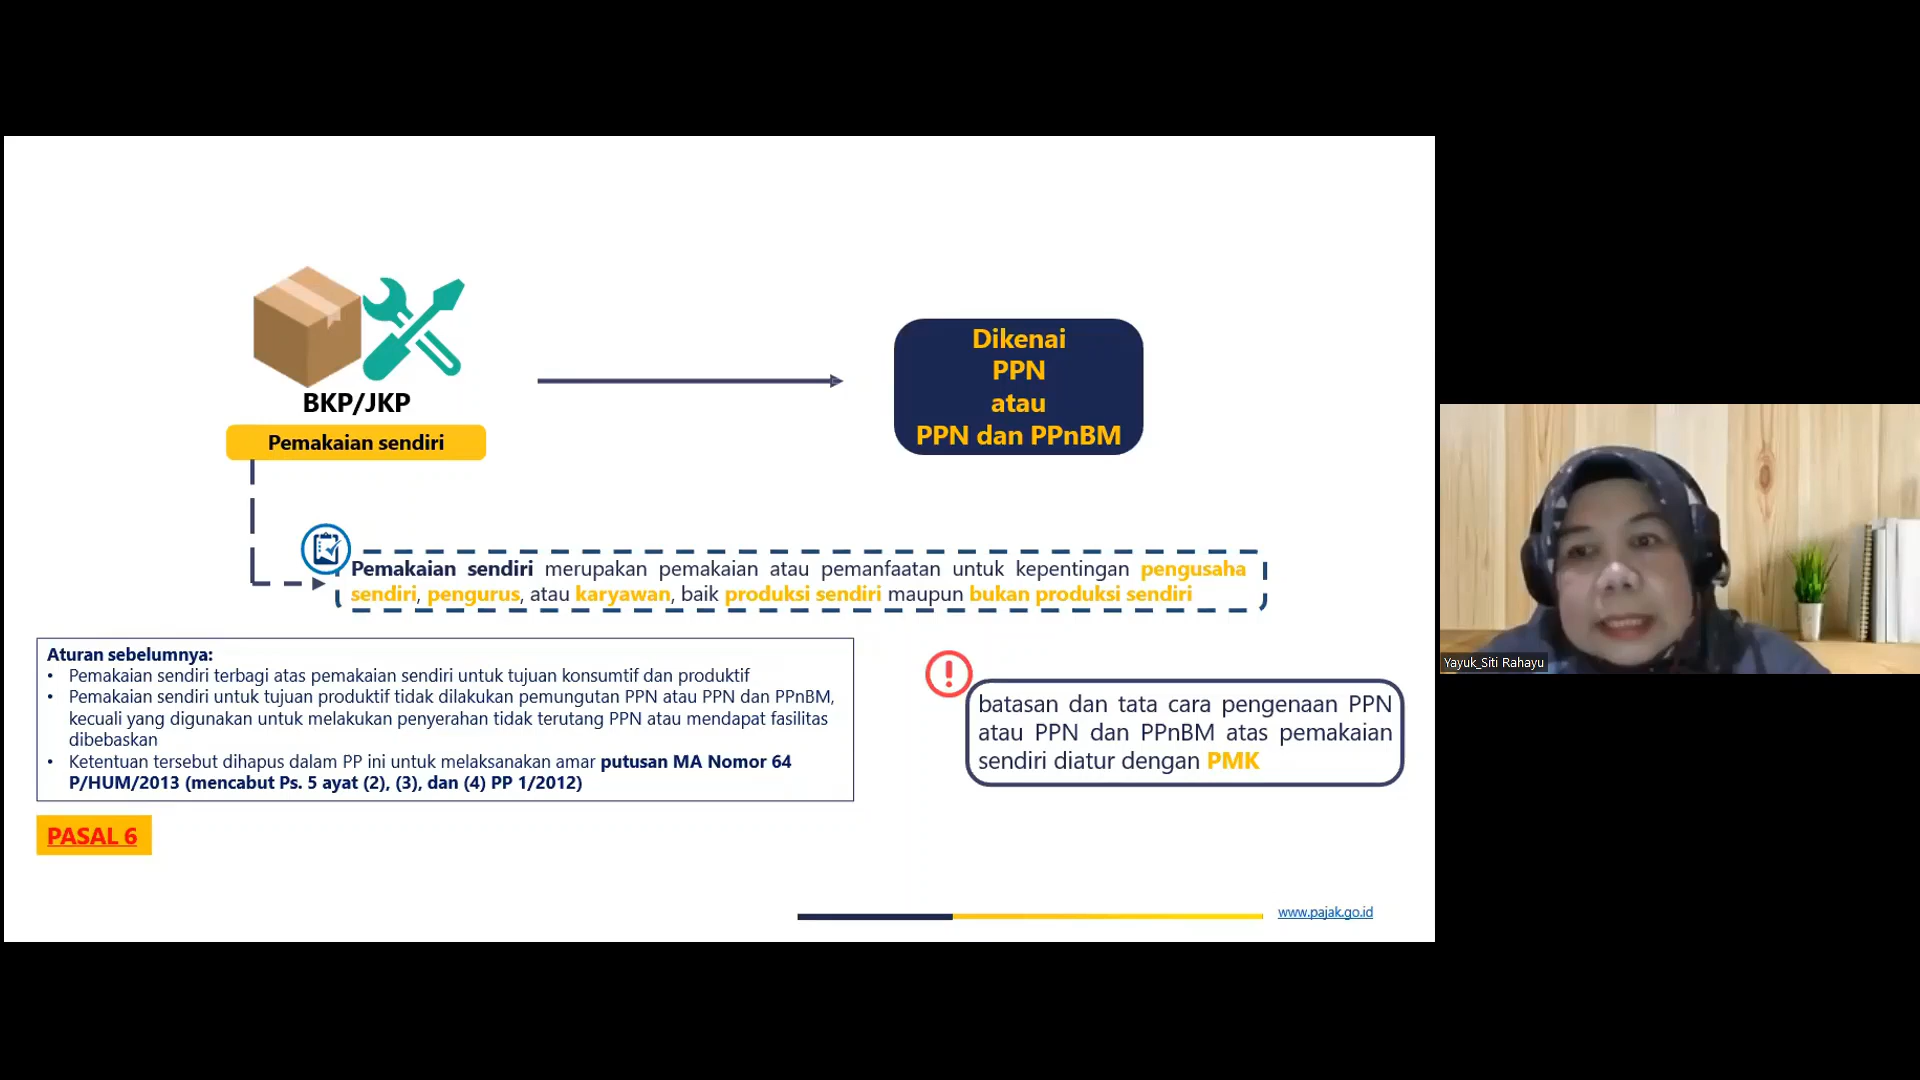 BKP/JKP
Pemakaian sendiri
Dikenai
PPN
atau
PPN dan PPnBM
Pemakaian sendiri merupakan pemakaian atau pemanfaatan untuk kepentingan pengusaha
sendiri, pengurus, atau karyawan, baik produksi sendiri maupun bukan produksi sendiri
Aturan sebelumnya:
• Pemakaian sendiri terbagi atas pemakaian sendiri untuk tujuan konsumtif dan produktif
• Pemakaian sendiri untuk tujuan produktif tidak dilakukan pemungutan PPN atau PPN dan PPnBM,
kecuali yang digunakan untuk melakukan penyerahan tidak terutang PPN atau mendapat fasilitas
dibebaskan
• Ketentuan tersebut dihapus dalam PP ini untuk melaksanakan amar putusan MA Nomor 64
P/HUM/2013 (mencabut Ps. 5 ayat (2), (3), dan (4) PP 1/2012)
batasan dan tata cara pengenaan PPN
atau PPN dan PPnBM atas pemakaian
sendiri diatur dengan PMK
PASAL 6
www.pajak.go.id
Yayuk_Siti Rahayu